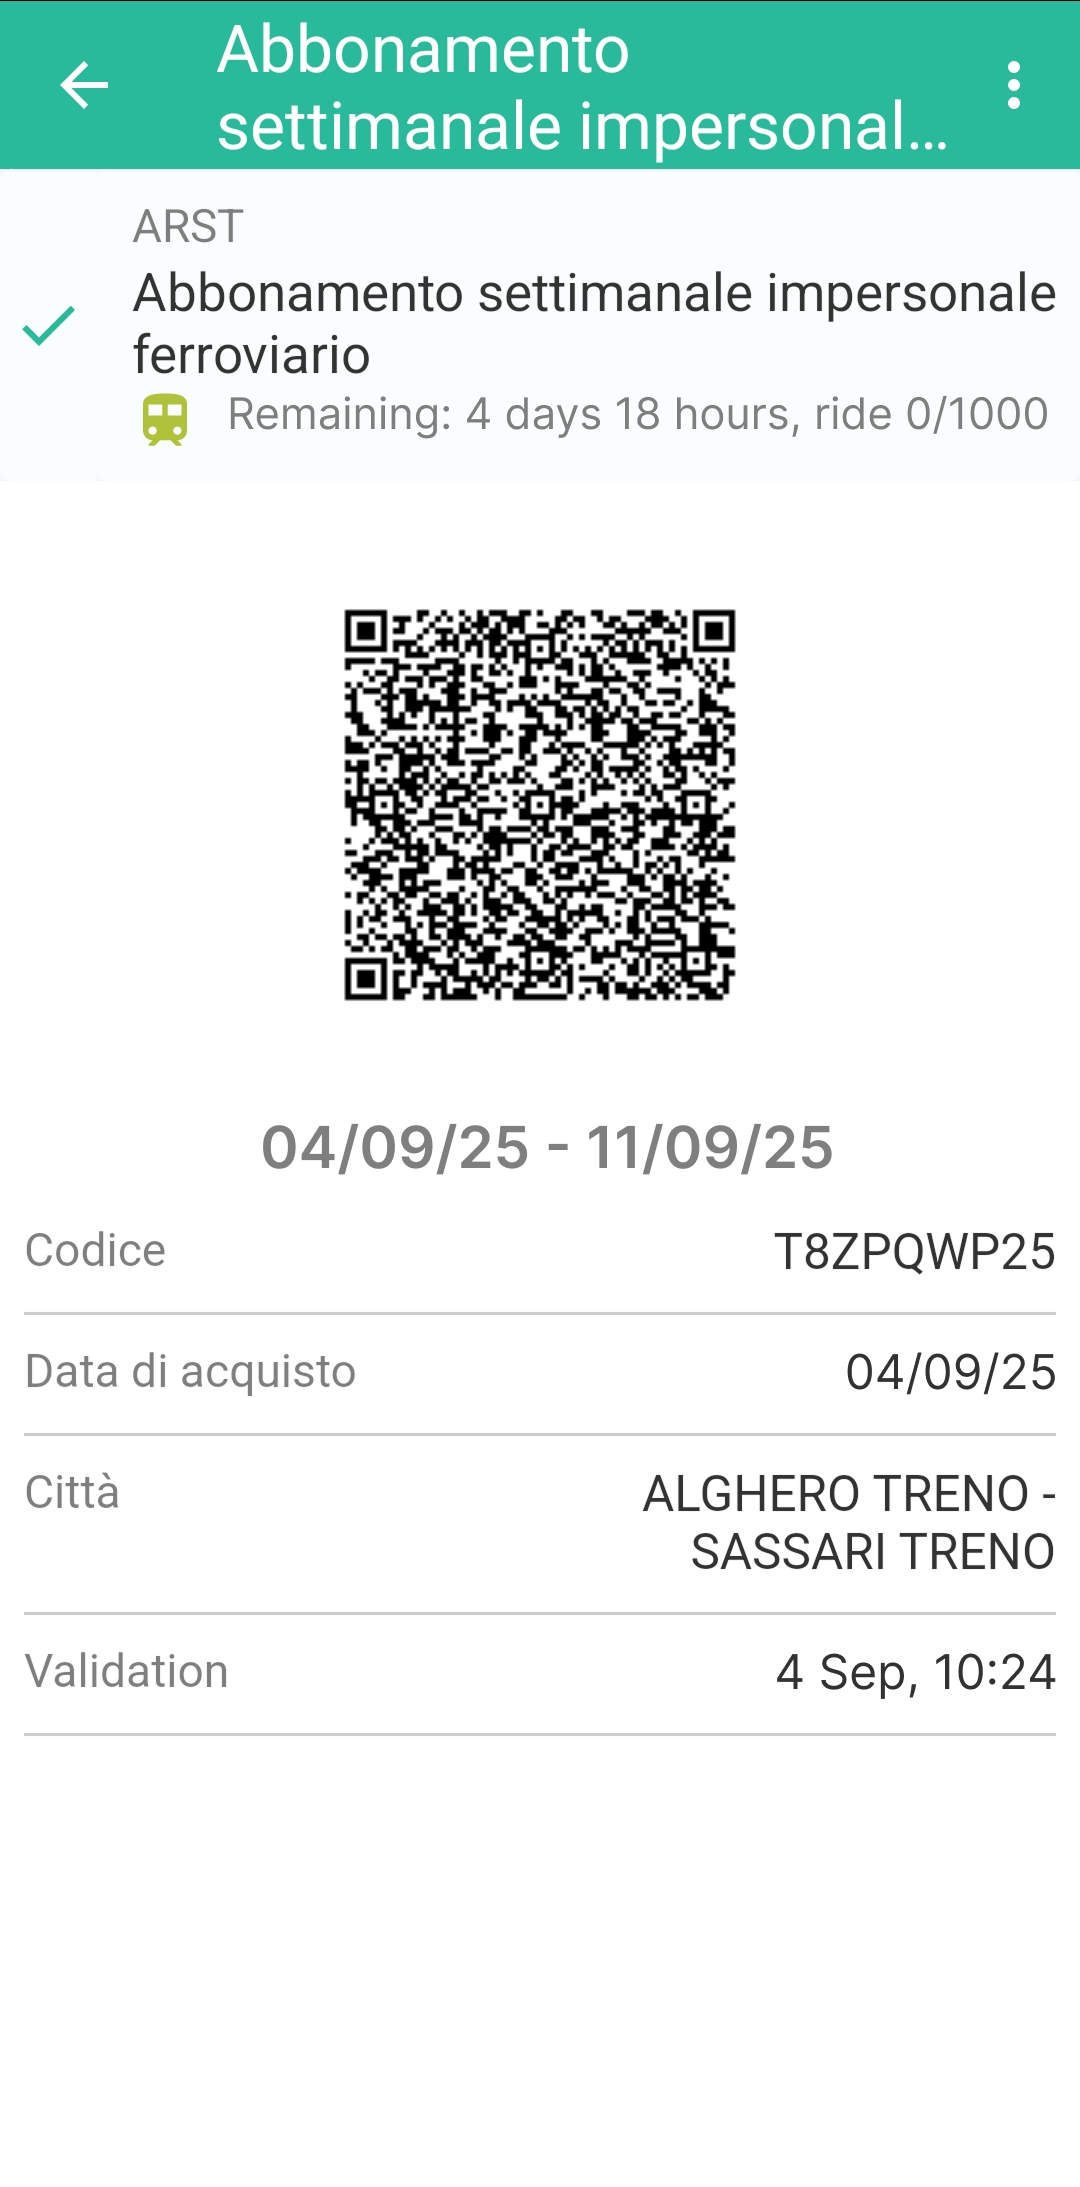 Abbonamento
settimanale impersonal...
ARST
Abbonamento settimanale impersonale
ferroviario
Remaining: 4 days 18 hours, ride 0/1000
04/09/25 - 11/09/25
Codice T8ZPQWP25
Data di acquisto 04/09/25
Città ALGHERO TRENO -
SASSARI TRENO
Validation 4 Sep, 10:24